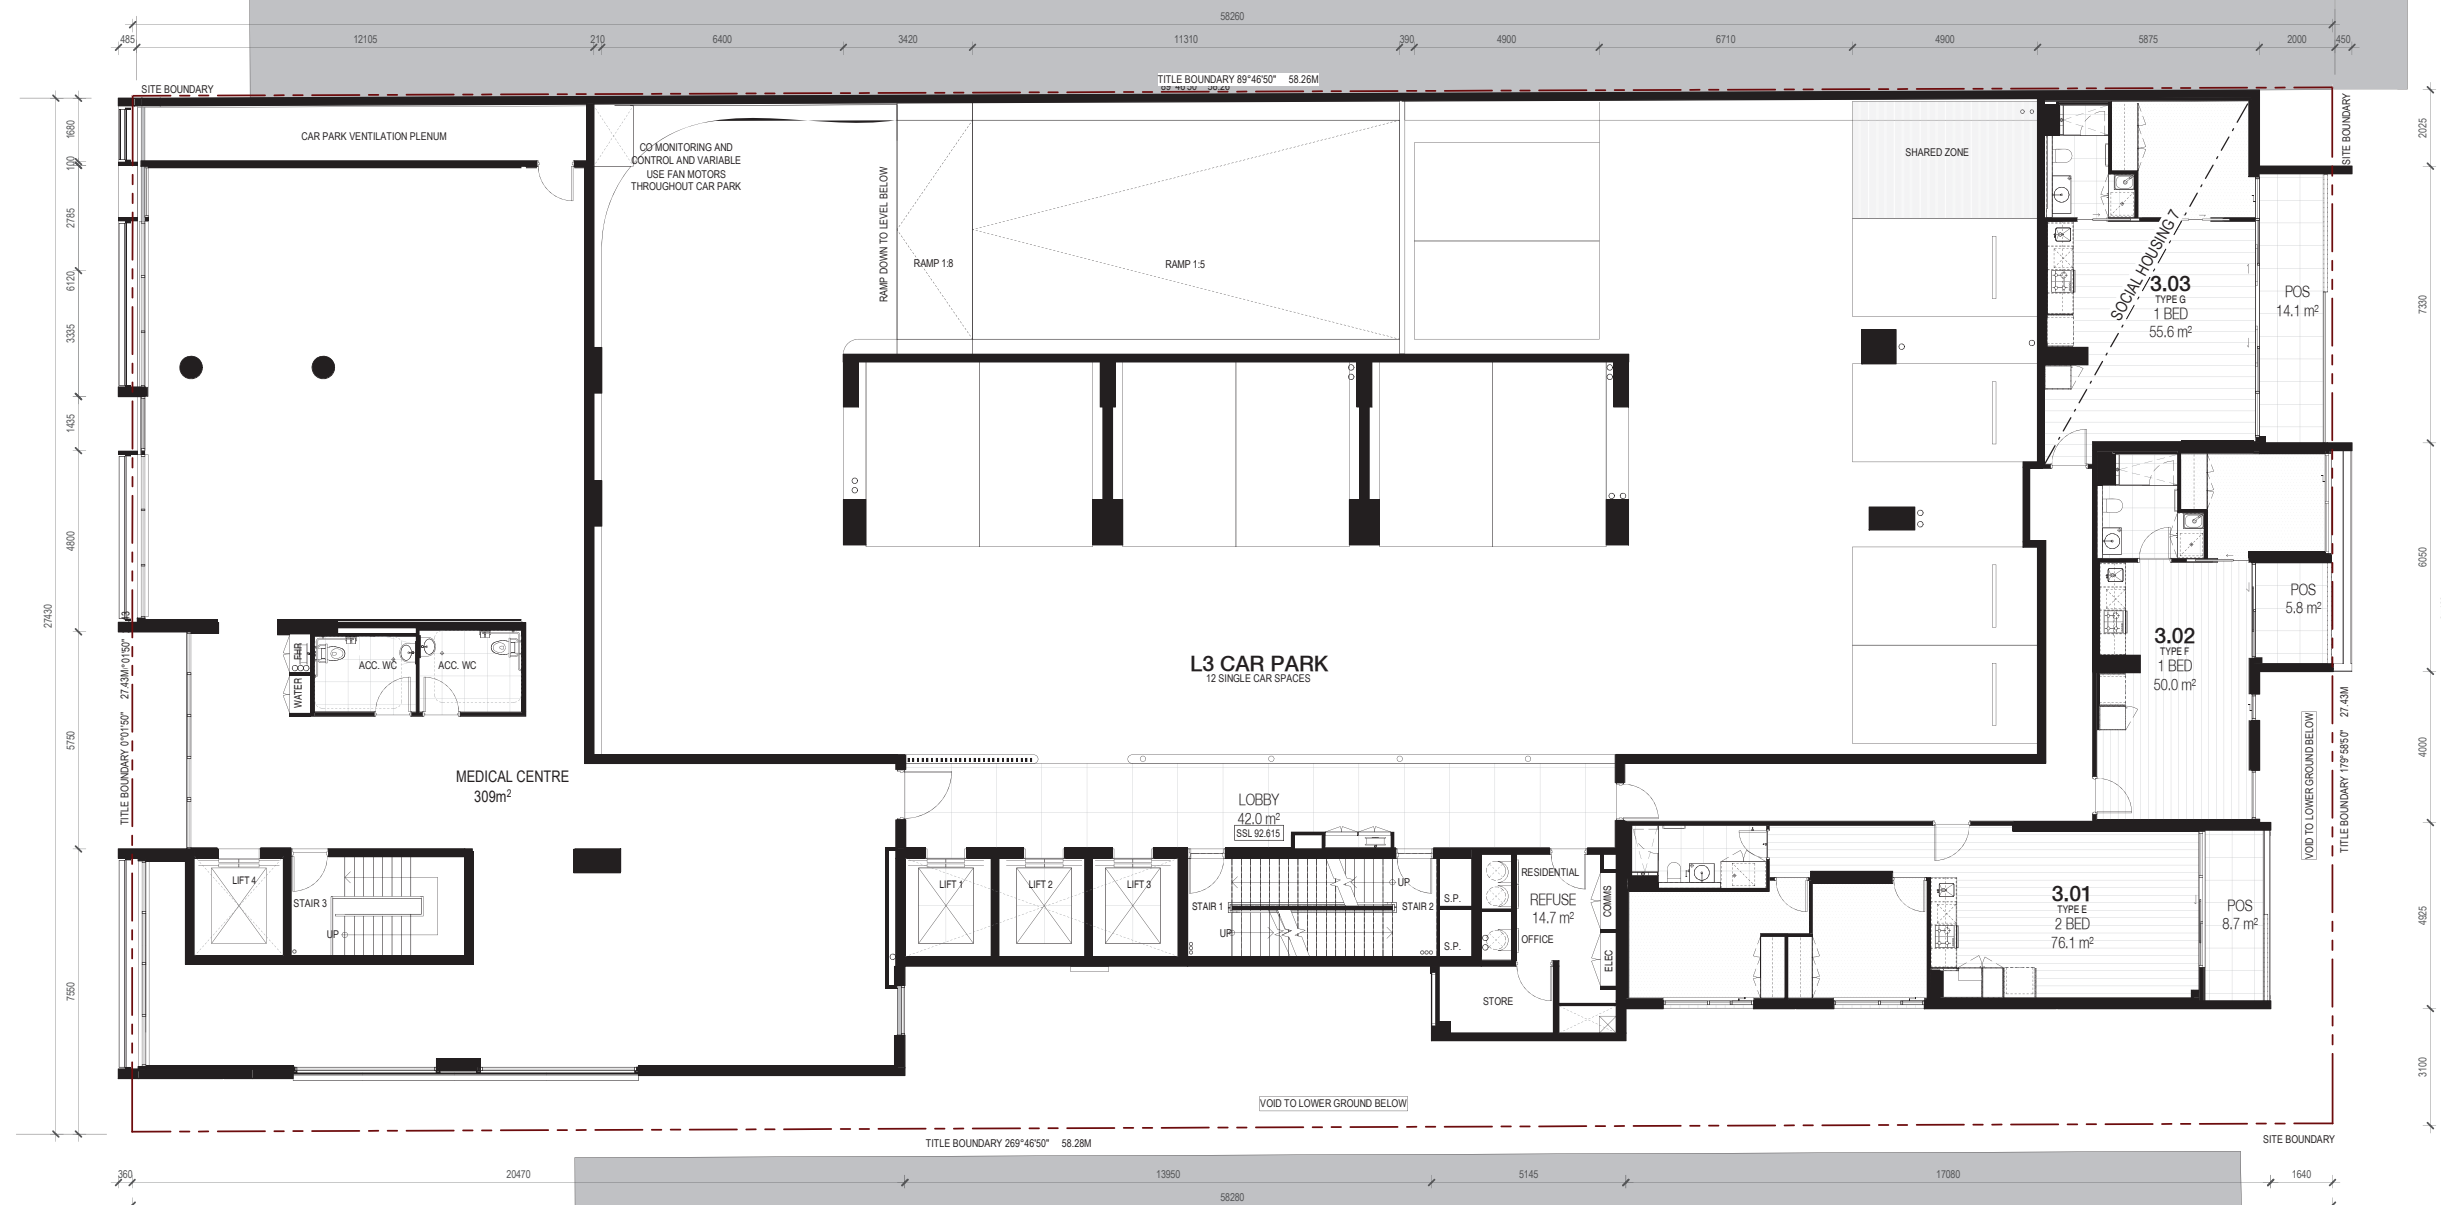 58260
485
12105
210
6400
3420
11310
390
4900
6710
4900
5875
2000
450
TITLE BOUNDARY 89°46'50" 58.26M
SITE BOUNDARY
SITE BOUNDARY
CAR PARK VENTILATION PLENUM
CO MONITORING AND
CONTROL AND VARIABLE
USE FAN MOTORS
THROUGHOUT CAR PARK
RAMP DOWN TO LEVEL BELOW
RAMP 1:8
RAMP 1:5
SHARED ZONE
SOCIAL HOUSING 7
3.03
TYPE G
1 BED
55.6 m²
POS
14.1 m²
1680
100
2785
6120
3335
1435
4800
27430
5750
7550
2025
7330
6050
4000
4925
3100
POS
5.8 m²
3.02
TYPE F
1 BED
50.0 m²
L3 CAR PARK
12 SINGLE CAR SPACES
FHR
WATER
ACC. WC
ACC. WC
TITLE BOUNDARY 0°01'50" 27.43M
MEDICAL CENTRE
309m²
LOBBY
42.0 m²
SSL 92.615
VOID TO LOWER GROUND BELOW
TITLE BOUNDARY 179°58'50" 27.43M
LIFT 4
STAIR 3
UP
LIFT 1
LIFT 2
LIFT 3
STAIR 1
UP
UP
STAIR 2
S.P.
S.P.
RESIDENTIAL
REFUSE
14.7 m²
OFFICE
COMMS
ELEC
STORE
3.01
TYPE E
2 BED
76.1 m²
POS
8.7 m²
VOID TO LOWER GROUND BELOW
TITLE BOUNDARY 269°46'50" 58.28M
SITE BOUNDARY
360
20470
13950
5145
17080
1640
58280